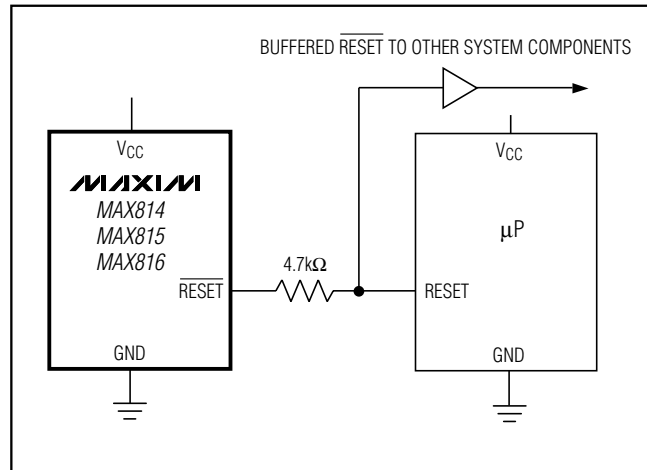 BUFFERED RESET TO OTHER SYSTEM COMPONENTS
VCC
MAXIM
MAX814
MAX815
MAX816
RESET
GND
4.7kΩ
VCC
µP
RESET
GND